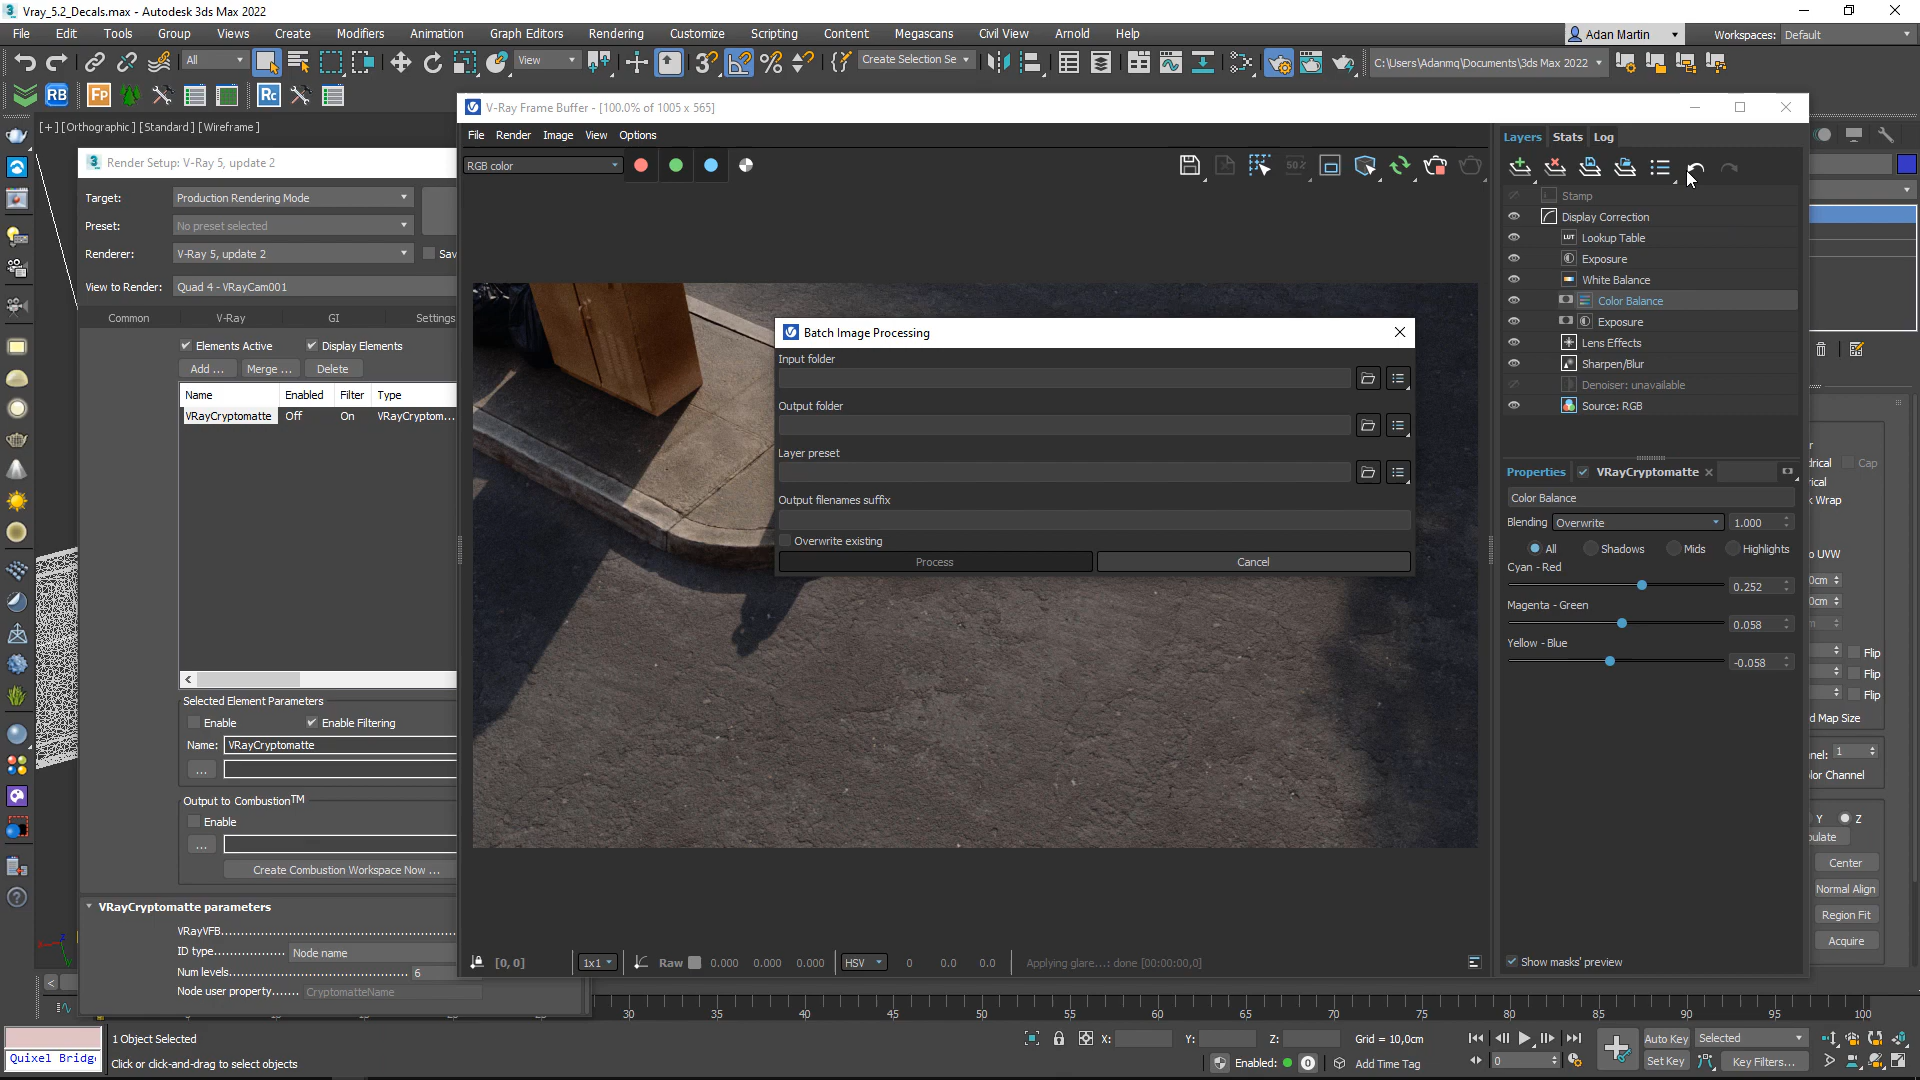 Vray_5.2_Decals.max - Autodesk 3ds Max 2022
File Edit Tools Group Views Create Modifiers Animation Graph Editors Rendering Customize Scripting Content Megascans Civil View Arnold Help
Adan Martin Workspaces: Default
All View Create Selection Se C:\Users\Adanmq\Documents\3ds Max 2022
RB Fp Rc
[+] [Orthographic] [Standard] [Wireframe]
V-Ray Frame Buffer - [100.0% of 1005 x 565]
File Render Image View Options
RGB color
Layers Stats Log
Stamp
Display Correction
LUT Lookup Table
Exposure
White Balance
Color Balance
Exposure
Lens Effects
Sharpen/Blur
Denoiser: unavailable
Source: RGB
Properties VRayCryptomatte
Color Balance
Blending Overwrite 1.000
All Shadows Mids Highlights
Cyan - Red
0.252
Magenta - Green
0.058
Yellow - Blue
-0.058
Show masks' preview
Render Setup: V-Ray 5, update 2
Target: Production Rendering Mode
Preset: No preset selected
Renderer: V-Ray 5, update 2 Sav
View to Render: Quad 4 - VRayCam001
Common V-Ray GI Settings
Elements Active Display Elements
Add ... Merge ... Delete
Name Enabled Filter Type
VRayCryptomatte Off On VRayCryptom...
Selected Element Parameters
Enable Enable Filtering
Name: VRayCryptomatte
...
Output to Combustion™
Enable
...
Create Combustion Workspace Now ...
VRayCryptomatte parameters
VRayVFB
ID type Node name
Num levels 6
Node user property CryptomatteName
Batch Image Processing
Input folder
Output folder
Layer preset
Output filenames suffix
Overwrite existing
Process Cancel
[0, 0] 1x1 Raw 0.000 0.000 0.000 HSV 0 0.0 0.0 Applying glare...: done [00:00:00,0]
Cap
Flip
Flip
Flip
d Map Size
1
Y Z
Center
Normal Align
Region Fit
Acquire
30 35 40 45 50 55 60 65 70 75 80 85 90 95 100
1 Object Selected
Click or click-and-drag to select objects
Quixel Bridg
X: Y: Z: Grid = 10,0cm
Enabled: 0 Add Time Tag
0
Auto Key Selected
Set Key Key Filters...